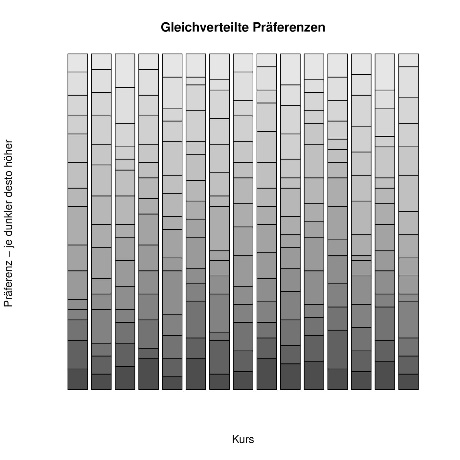 Gleichverteilte Präferenzen
Präferenz – je dunkler desto höher
Kurs